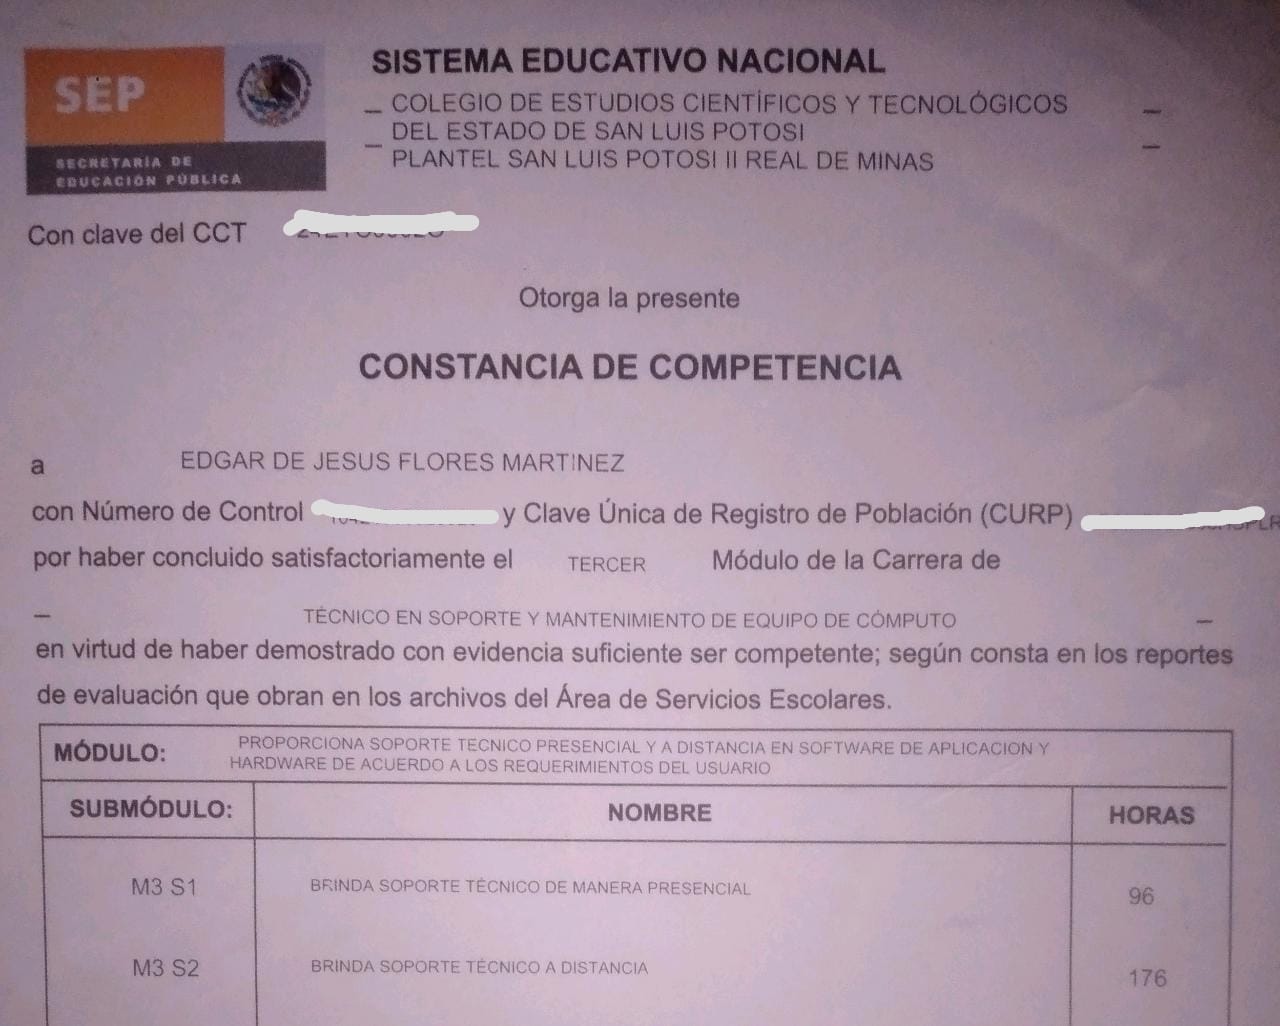 SEP
SECRETARÍA DE
EDUCACIÓN PÚBLICA
SISTEMA EDUCATIVO NACIONAL
COLEGIO DE ESTUDIOS CIENTÍFICOS Y TECNOLÓGICOS
DEL ESTADO DE SAN LUIS POTOSI
PLANTEL SAN LUIS POTOSI II REAL DE MINAS
Con clave del CCT
Otorga la presente
CONSTANCIA DE COMPETENCIA
a EDGAR DE JESUS FLORES MARTINEZ
con Número de Control y Clave Única de Registro de Población (CURP)
por haber concluido satisfactoriamente el TERCER Módulo de la Carrera de
TÉCNICO EN SOPORTE Y MANTENIMIENTO DE EQUIPO DE CÓMPUTO
en virtud de haber demostrado con evidencia suficiente ser competente; según consta en los reportes
de evaluación que obran en los archivos del Área de Servicios Escolares.
MÓDULO: PROPORCIONA SOPORTE TECNICO PRESENCIAL Y A DISTANCIA EN SOFTWARE DE APLICACION Y
HARDWARE DE ACUERDO A LOS REQUERIMIENTOS DEL USUARIO
SUBMÓDULO: NOMBRE HORAS
M3 S1 BRINDA SOPORTE TÉCNICO DE MANERA PRESENCIAL 96
M3 S2 BRINDA SOPORTE TÉCNICO A DISTANCIA 176